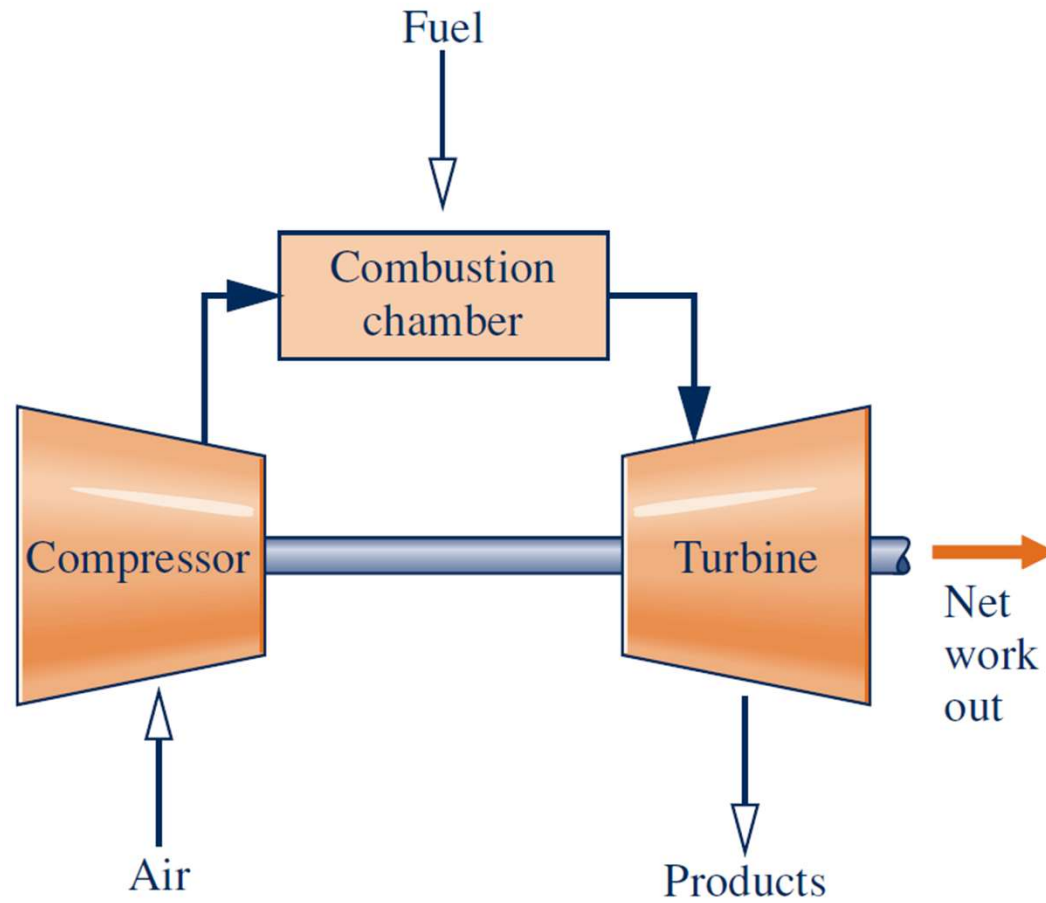 Fuel
Combustion
chamber
Compressor
Turbine
Net
work
out
Air
Products